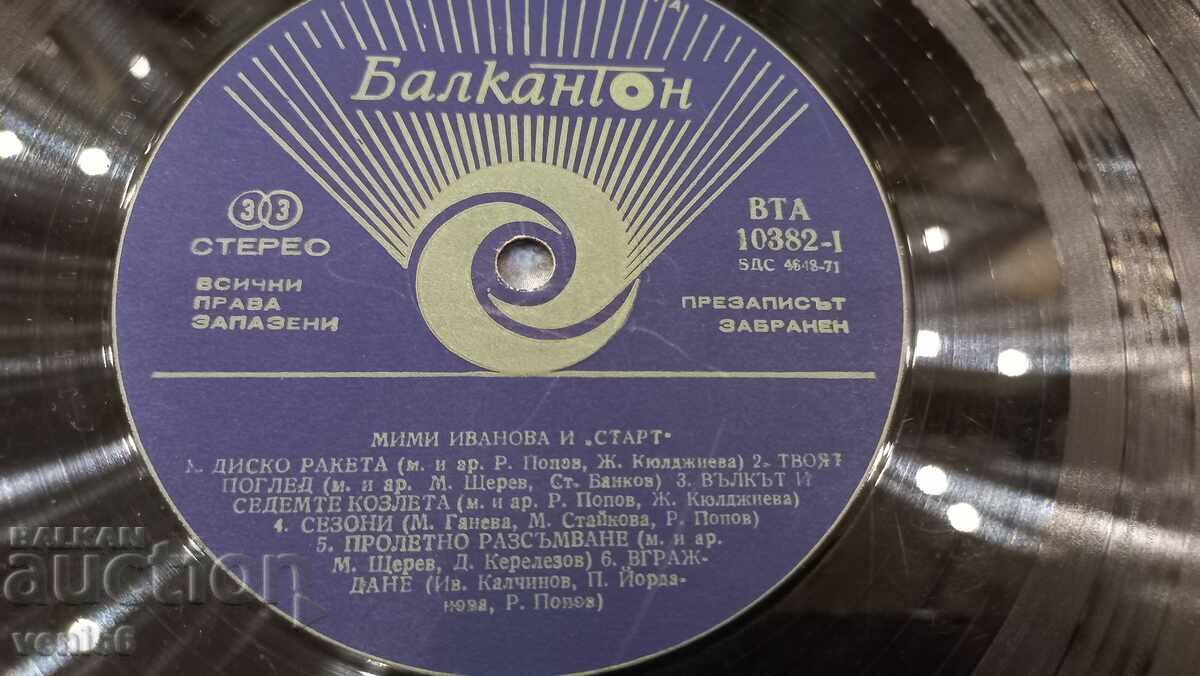 Балкантон
33
СТЕРЕО
ВСИЧНИ
ПРАВА
ЗАПАЗЕНИ
ВТА
10382-I
БДС 4648-71
ПРЕЗАПИСЪТ
ЗАБРАНЕН
МИМИ ИВАНОВА И „СТАРТ“
1. ДИСКО РАКЕТА (м. и ар. Р. Попов, Ж. Кюлджиева) 2. ТВОЯТ
ПОГЛЕД (м. и ар. М. Щерев, Ст. Банков) 3. ВЪЛКЪТ И
СЕДЕМТЕ КОЗЛЕТА (м. и ар. Р. Попов, Ж. Кюлджиева)
4. СЕЗОНИ (М. Ганева, М. Стайкова, Р. Попов)
5. ПРОЛЕТНО РАЗСЪМВАНЕ (м. и ар.
М. Щерев, Д. Керелезов) 6. ВГРАЖ-
ДАНЕ (Ив. Калчинов, П. Йорда-
нова, Р. Попов)
BALKAN
auction
veni46